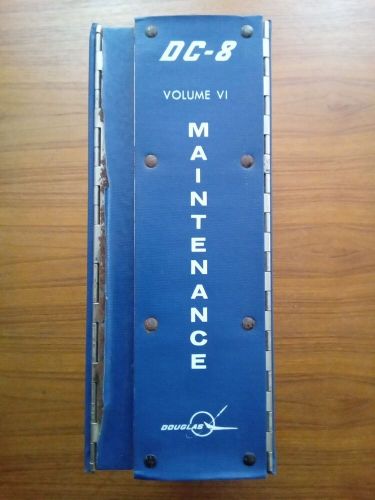 DC-8
VOLUME VI
MAINTENANCE
DOUGLAS